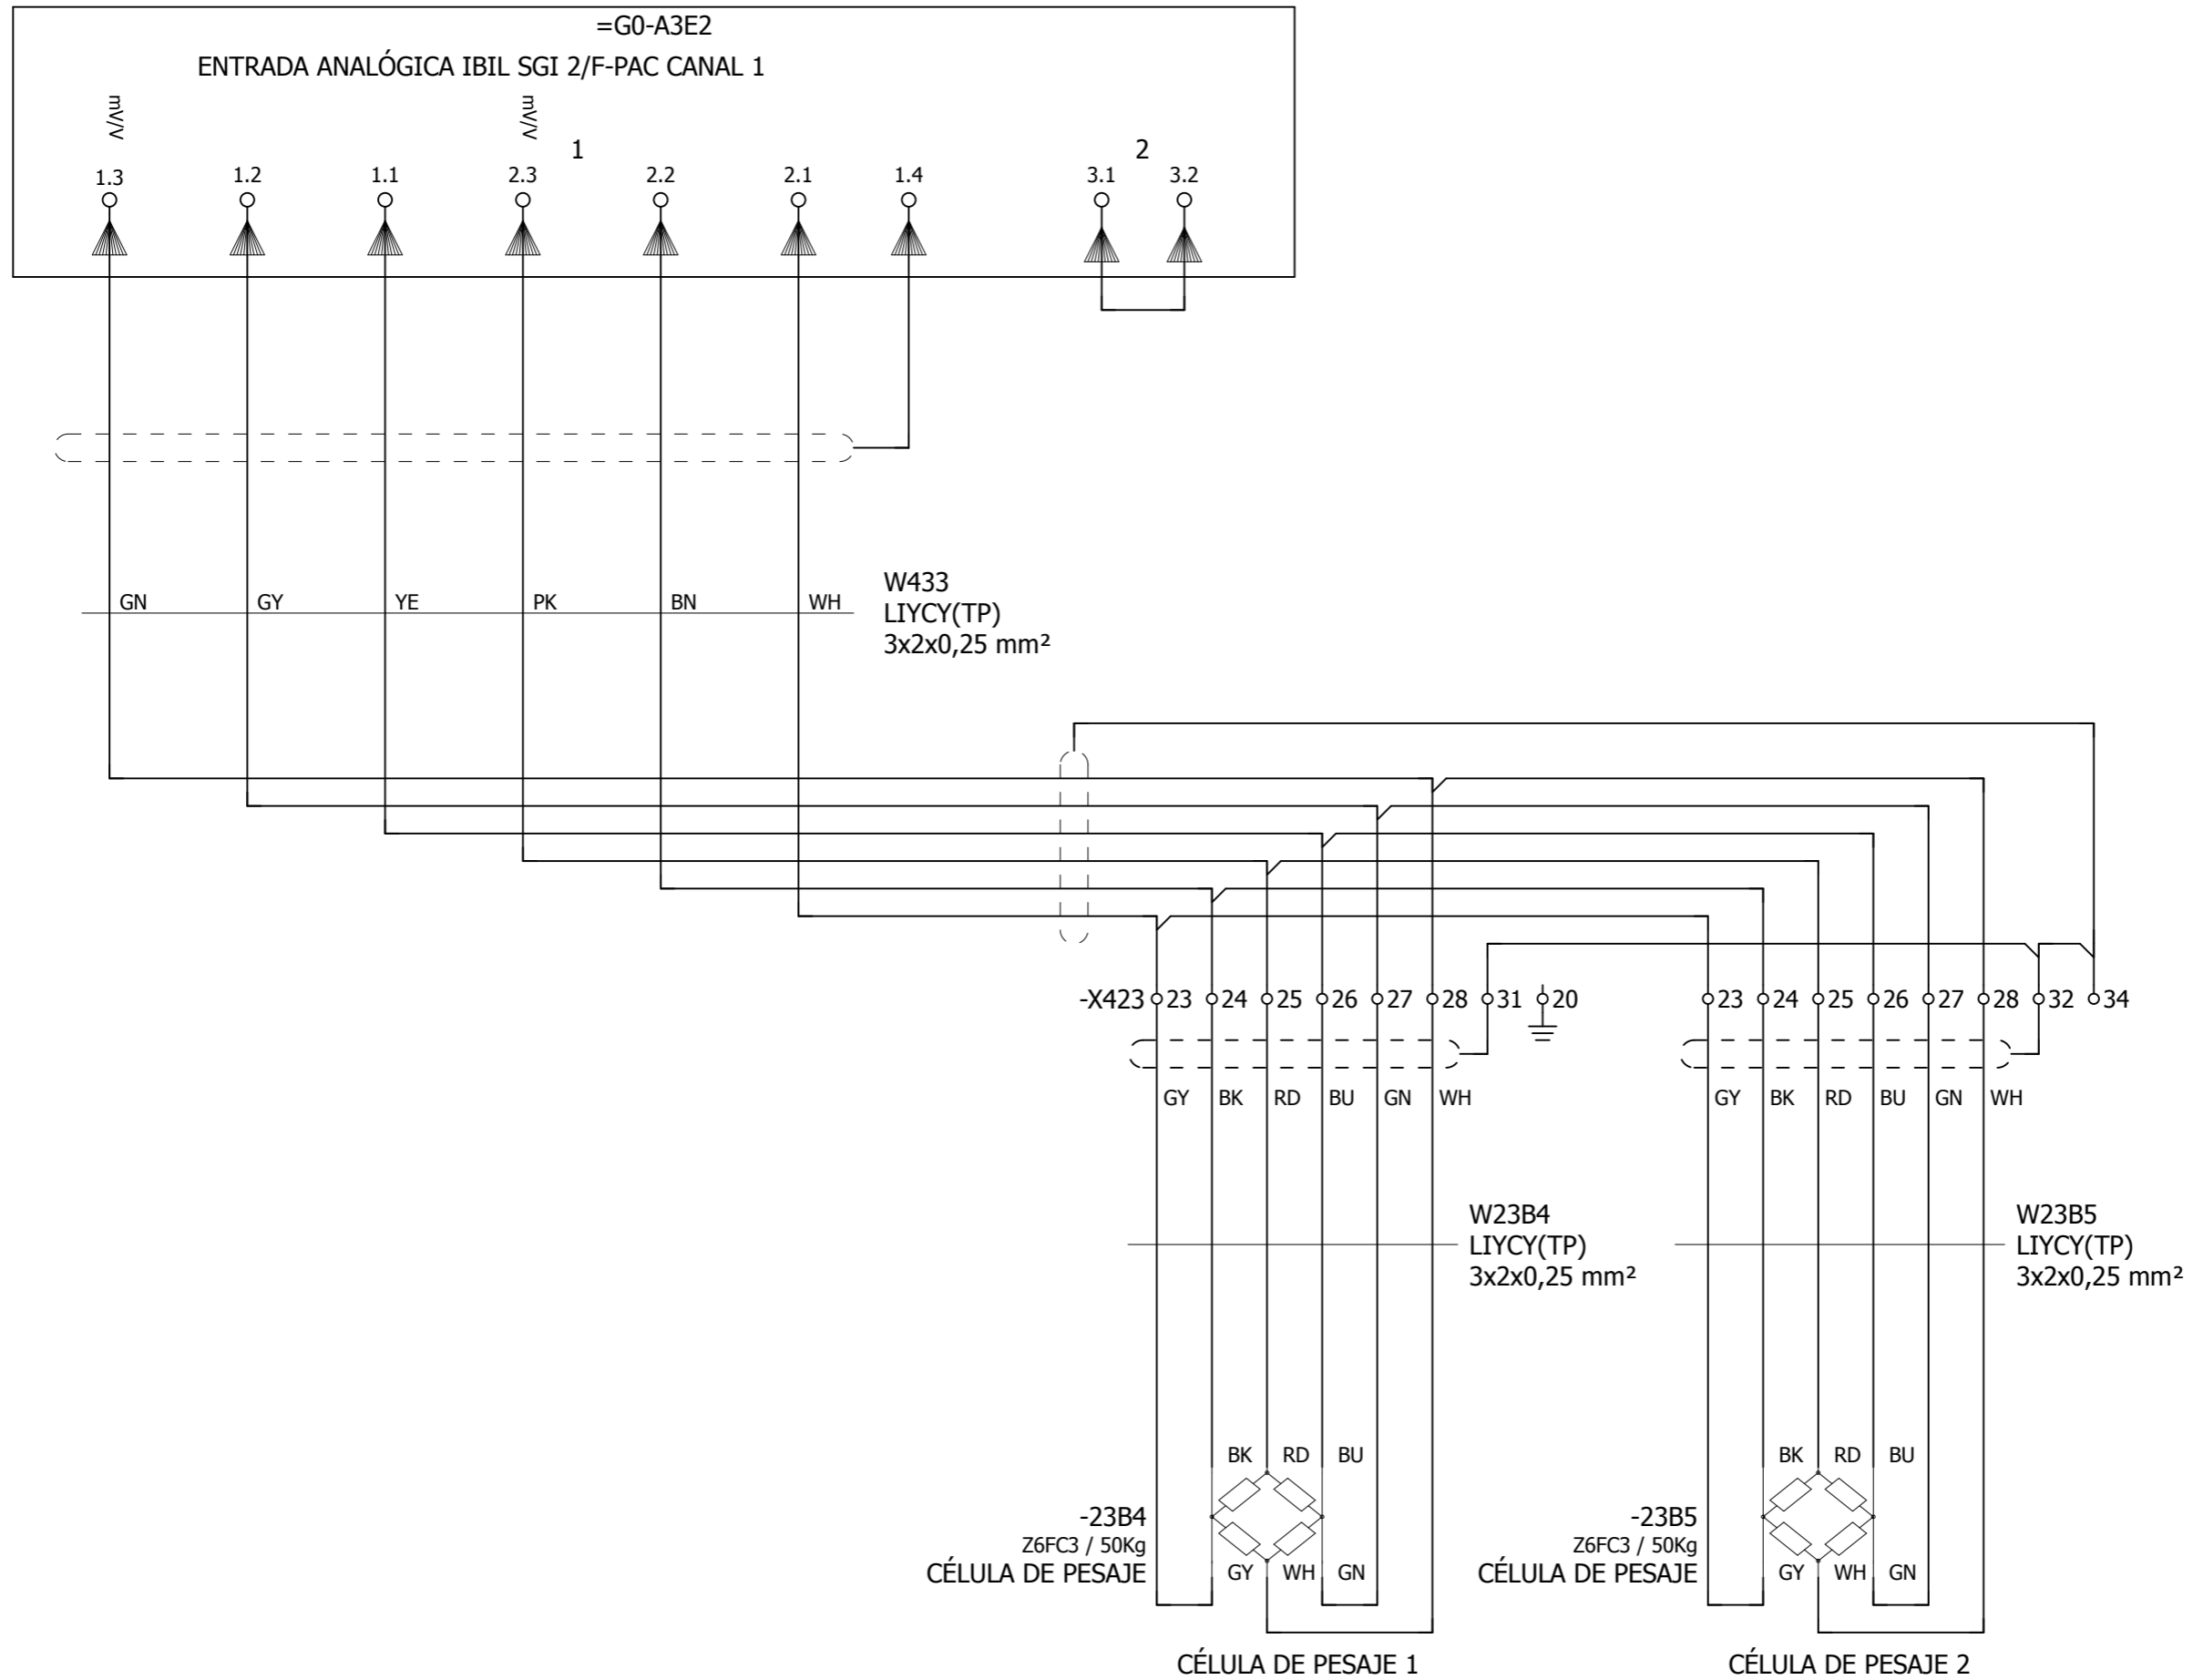 =G0-A3E2
ENTRADA ANALÓGICA IBIL SGI 2/F-PAC CANAL 1
mV/V mV/V
1 2
1.3 1.2 1.1 2.3 2.2 2.1 1.4 3.1 3.2
GN GY YE PK BN WH
W433
LIYCY(TP)
3x2x0,25 mm²
-X423 23 24 25 26 27 28 31 20 23 24 25 26 27 28 32 34
GY BK RD BU GN WH GY BK RD BU GN WH
W23B4
LIYCY(TP)
3x2x0,25 mm²
W23B5
LIYCY(TP)
3x2x0,25 mm²
BK RD BU BK RD BU
-23B4
Z6FC3 / 50Kg
CÉLULA DE PESAJE
GY WH GN
-23B5
Z6FC3 / 50Kg
CÉLULA DE PESAJE
GY WH GN
CÉLULA DE PESAJE 1
CÉLULA DE PESAJE 2